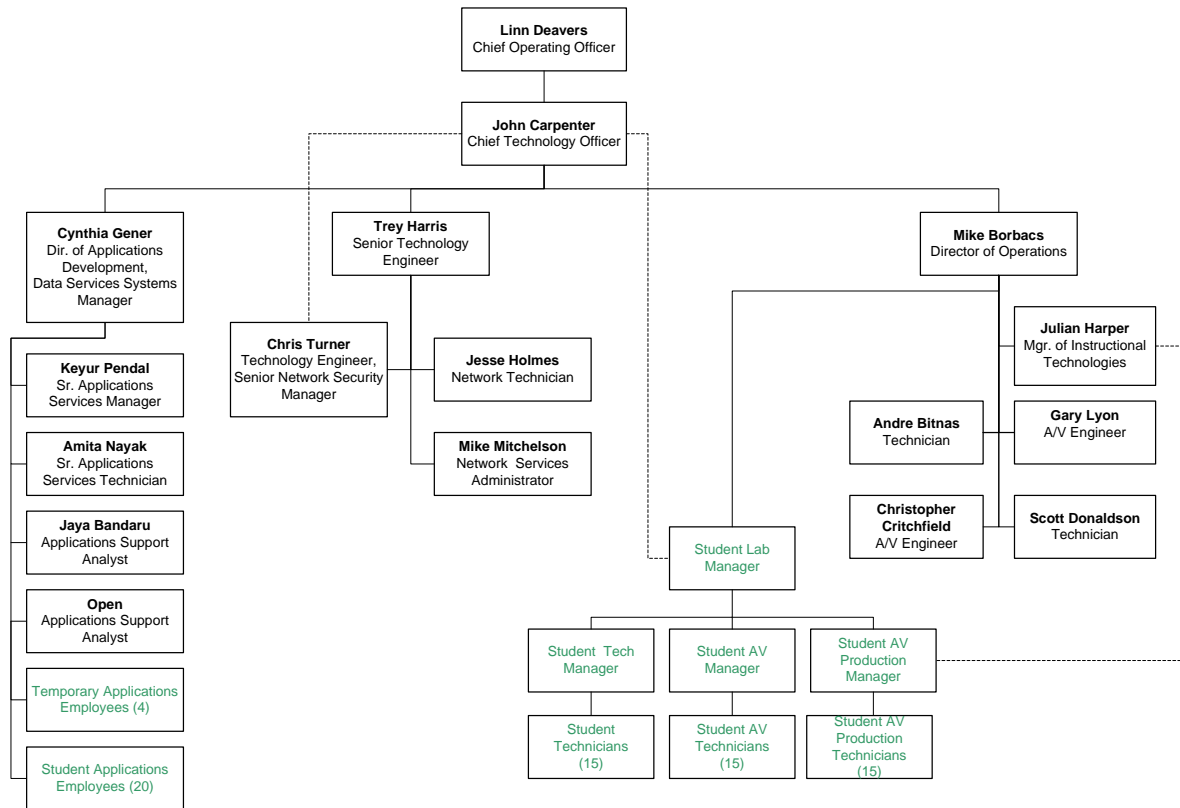 Linn Deavers
Chief Operating Officer
John Carpenter
Chief Technology Officer
Cynthia Gener
Dir. of Applications
Development,
Data Services Systems
Manager
Trey Harris
Senior Technology
Engineer
Mike Borbacs
Director of Operations
Keyur Pendal
Sr. Applications
Services Manager
Amita Nayak
Sr. Applications
Services Technician
Jaya Bandaru
Applications Support
Analyst
Open
Applications Support
Analyst
Temporary Applications
Employees (4)
Student Applications
Employees (20)
Chris Turner
Technology Engineer,
Senior Network Security
Manager
Jesse Holmes
Network Technician
Mike Mitchelson
Network Services
Administrator
Julian Harper
Mgr. of Instructional
Technologies
Andre Bitnas
Technician
Gary Lyon
A/V Engineer
Christopher
Critchfield
A/V Engineer
Scott Donaldson
Technician
Student Lab
Manager
Student Tech
Manager
Student AV
Manager
Student AV
Production
Manager
Student
Technicians
(15)
Student AV
Technicians
(15)
Student AV
Production
Technicians
(15)